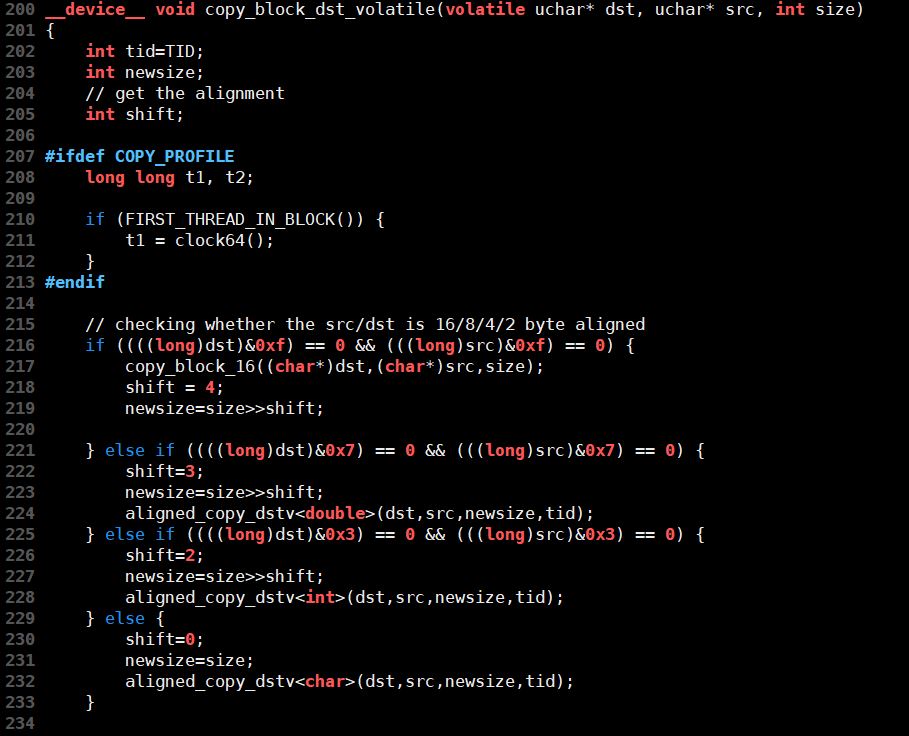 200 __device__ void copy_block_dst_volatile(volatile uchar* dst, uchar* src, int size)
201 {
202     int tid=TID;
203     int newsize;
204     // get the alignment
205     int shift;
206
207 #ifdef COPY_PROFILE
208     long long t1, t2;
209
210     if (FIRST_THREAD_IN_BLOCK()) {
211         t1 = clock64();
212     }
213 #endif
214
215     // checking whether the src/dst is 16/8/4/2 byte aligned
216     if ((((long)dst)&0xf) == 0 && (((long)src)&0xf) == 0) {
217         copy_block_16((char*)dst,(char*)src,size);
218         shift = 4;
219         newsize=size>>shift;
220
221     } else if ((((long)dst)&0x7) == 0 && (((long)src)&0x7) == 0) {
222         shift=3;
223         newsize=size>>shift;
224         aligned_copy_dstv<double>(dst,src,newsize,tid);
225     } else if ((((long)dst)&0x3) == 0 && (((long)src)&0x3) == 0) {
226         shift=2;
227         newsize=size>>shift;
228         aligned_copy_dstv<int>(dst,src,newsize,tid);
229     } else {
230         shift=0;
231         newsize=size;
232         aligned_copy_dstv<char>(dst,src,newsize,tid);
233     }
234